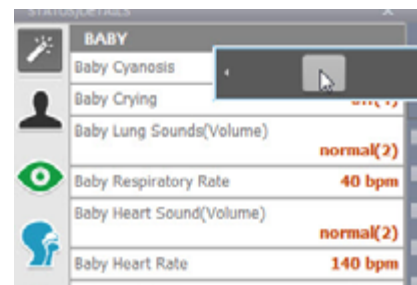 STATUS/DETAILS
BABY
Baby Cyanosis
Baby Crying
Baby Lung Sounds(Volume)
normal(2)
Baby Respiratory Rate 40 bpm
Baby Heart Sound(Volume)
normal(2)
Baby Heart Rate 140 bpm